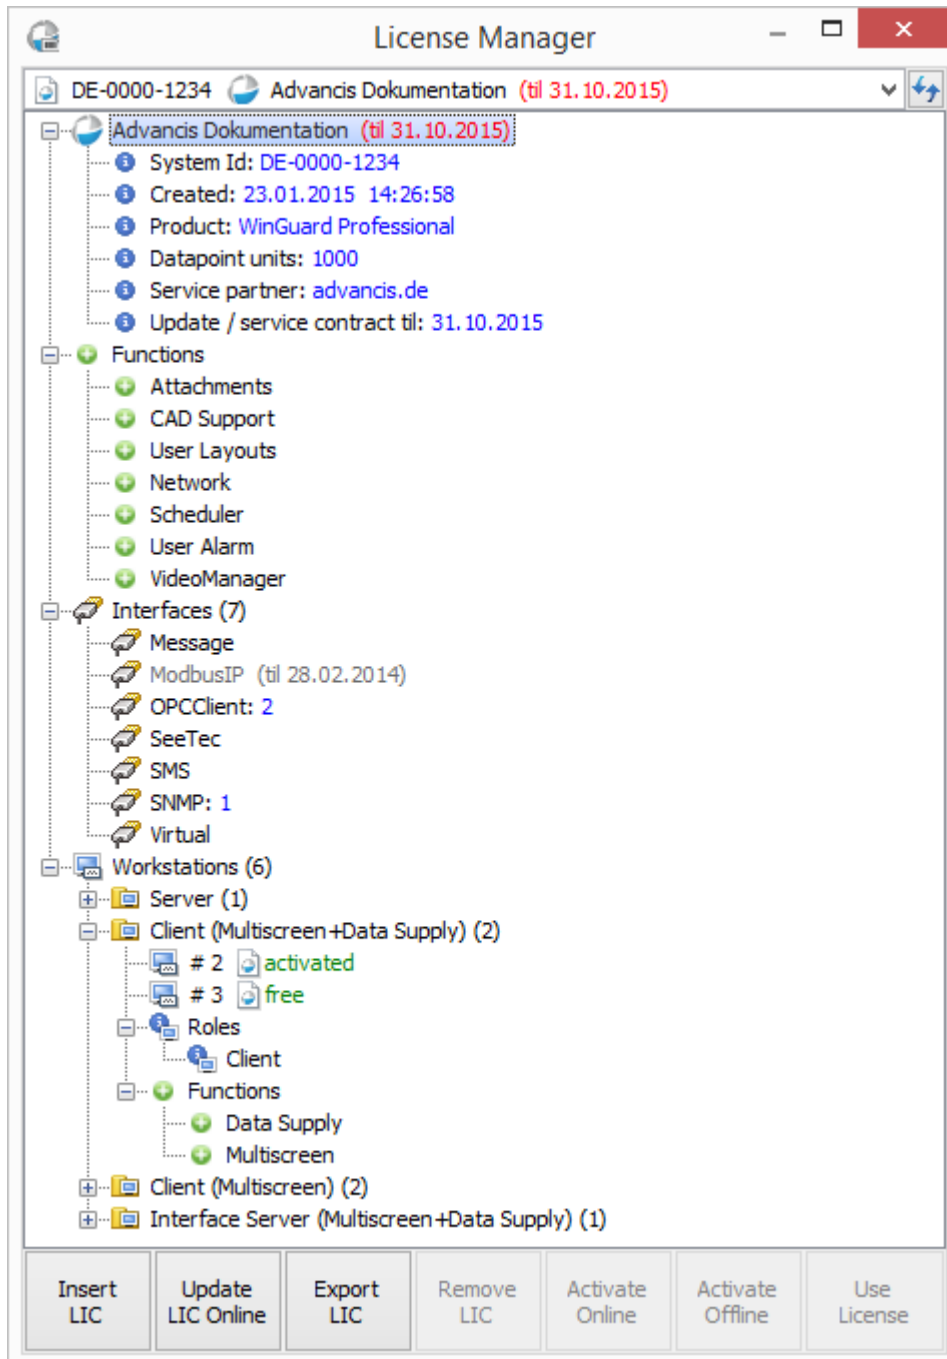 License Manager
DE-0000-1234 Advancis Dokumentation (til 31.10.2015)
Advancis Dokumentation (til 31.10.2015)
System Id: DE-0000-1234
Created: 23.01.2015 14:26:58
Product: WinGuard Professional
Datapoint units: 1000
Service partner: advancis.de
Update / service contract til: 31.10.2015
Functions
Attachments
CAD Support
User Layouts
Network
Scheduler
User Alarm
VideoManager
Interfaces (7)
Message
ModbusIP (til 28.02.2014)
OPCClient: 2
SeeTec
SMS
SNMP: 1
Virtual
Workstations (6)
Server (1)
Client (Multiscreen+Data Supply) (2)
# 2 activated
# 3 free
Roles
Client
Functions
Data Supply
Multiscreen
Client (Multiscreen) (2)
Interface Server (Multiscreen+Data Supply) (1)
Insert LIC
Update LIC Online
Export LIC
Remove LIC
Activate Online
Activate Offline
Use License